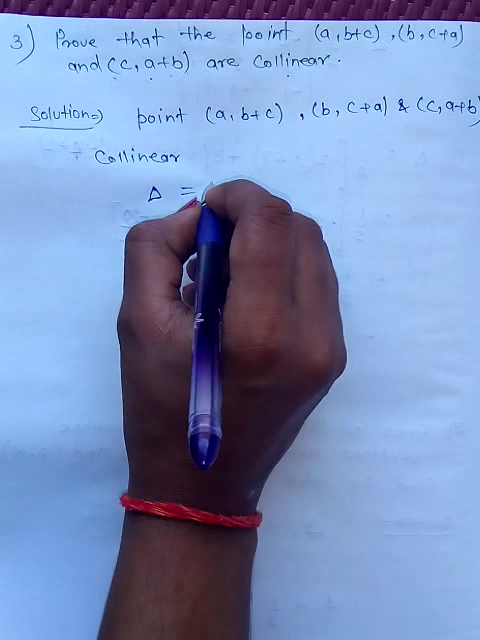 3) Prove that the point (a, b+c), (b, c+a)
and (c, a+b) are collinear.
Solution=) point (a, b+c), (b, c+a) & (c, a+b)
Collinear
Δ =